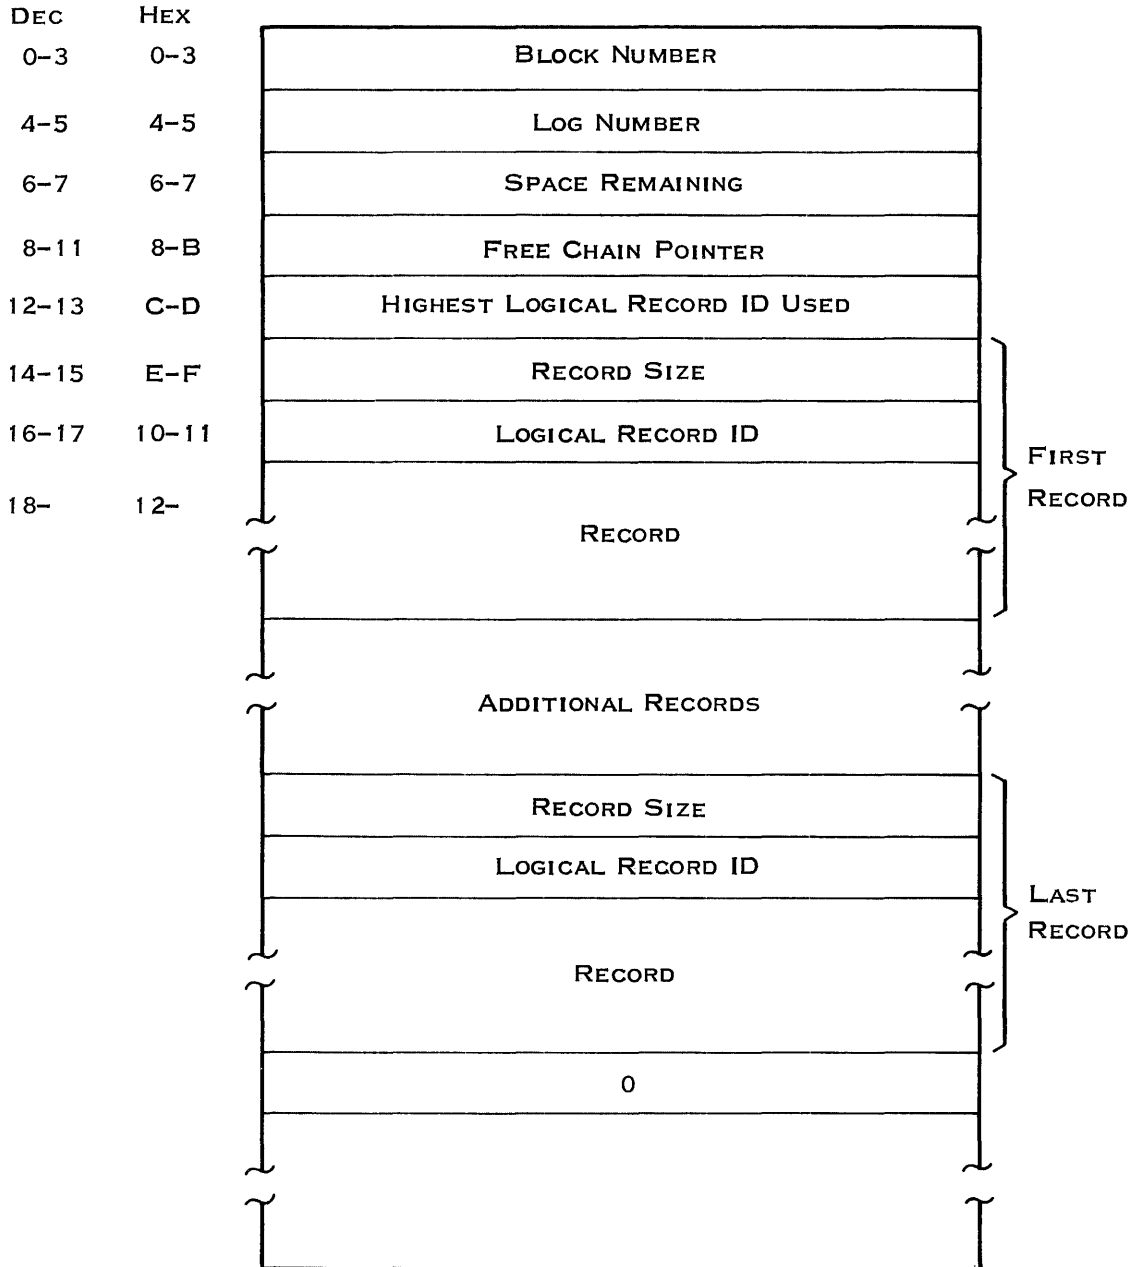 DEC HEX
0-3 0-3 BLOCK NUMBER
4-5 4-5 LOG NUMBER
6-7 6-7 SPACE REMAINING
8-11 8-B FREE CHAIN POINTER
12-13 C-D HIGHEST LOGICAL RECORD ID USED
14-15 E-F RECORD SIZE
16-17 10-11 LOGICAL RECORD ID
FIRST
RECORD
18- 12-
RECORD
ADDITIONAL RECORDS
RECORD SIZE
LOGICAL RECORD ID
LAST
RECORD
RECORD
0